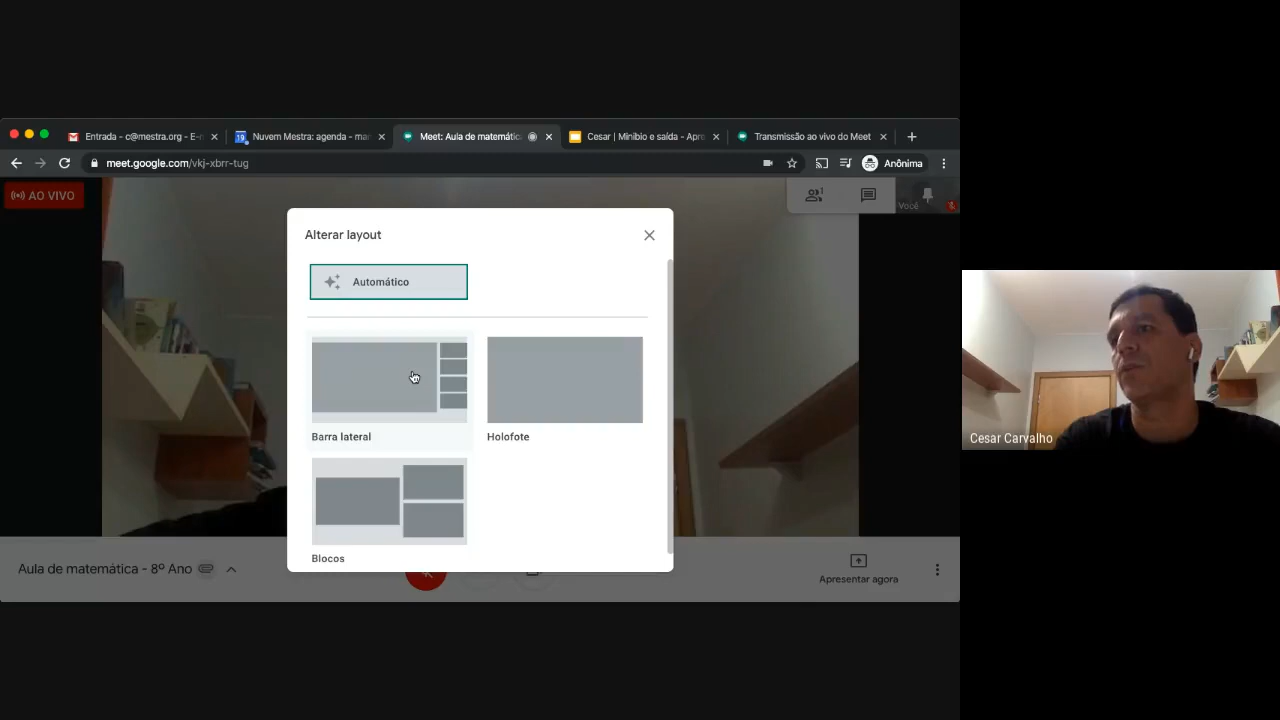 Entrada - c@mestra.org - E-
Nuvem Mestra: agenda - mar
Meet: Aula de matemátic
Cesar | Minibio e saída - Apro
Transmissão ao vivo do Meet
meet.google.com/vkj-xbrr-tug
Anônima
AO VIVO
Você
Alterar layout
Automático
Barra lateral
Holofote
Blocos
Aula de matemática - 8º Ano
Apresentar agora
Cesar Carvalho